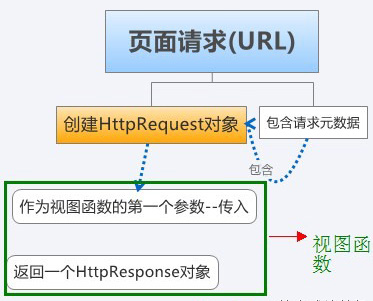 页面请求(URL)
创建HttpRequest对象
包含请求元数据
包含
作为视图函数的第一个参数--传入
视图函
数
返回一个HttpResponse对象